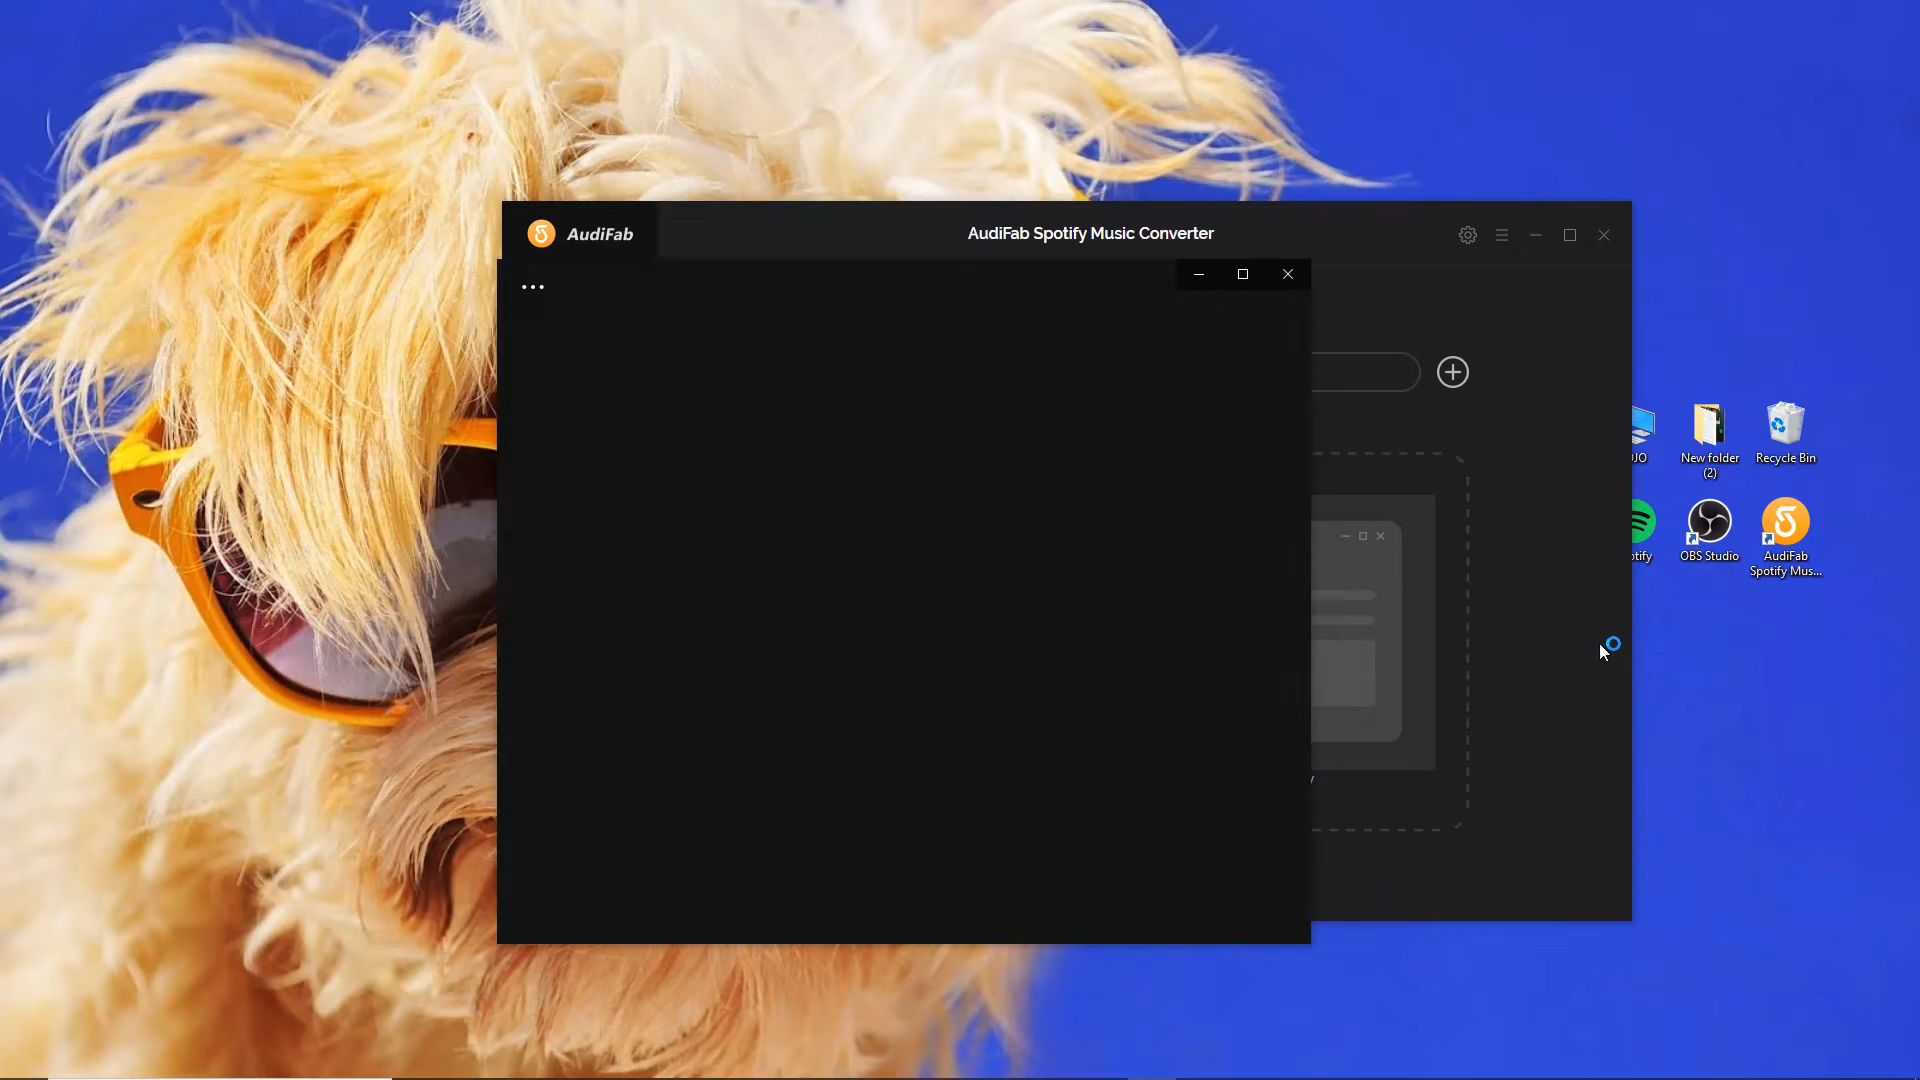 AudiFab
AudiFab Spotify Music Converter
New folder
(2)
Recycle Bin
OBS Studio
AudiFab
Spotify Mus...